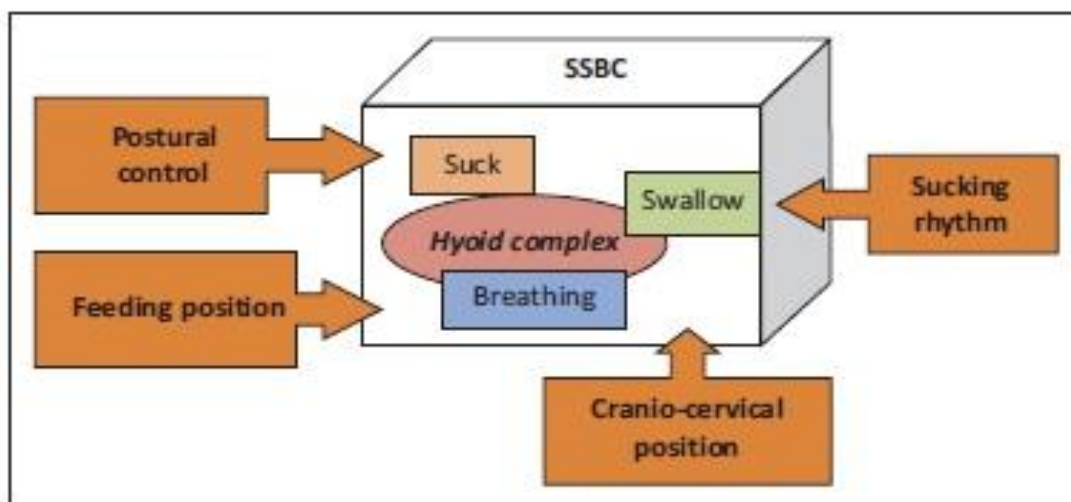 SSBC
Postural
control
Suck
Swallow
Sucking
rhythm
Hyoid complex
Feeding position
Breathing
Cranio-cervical
position